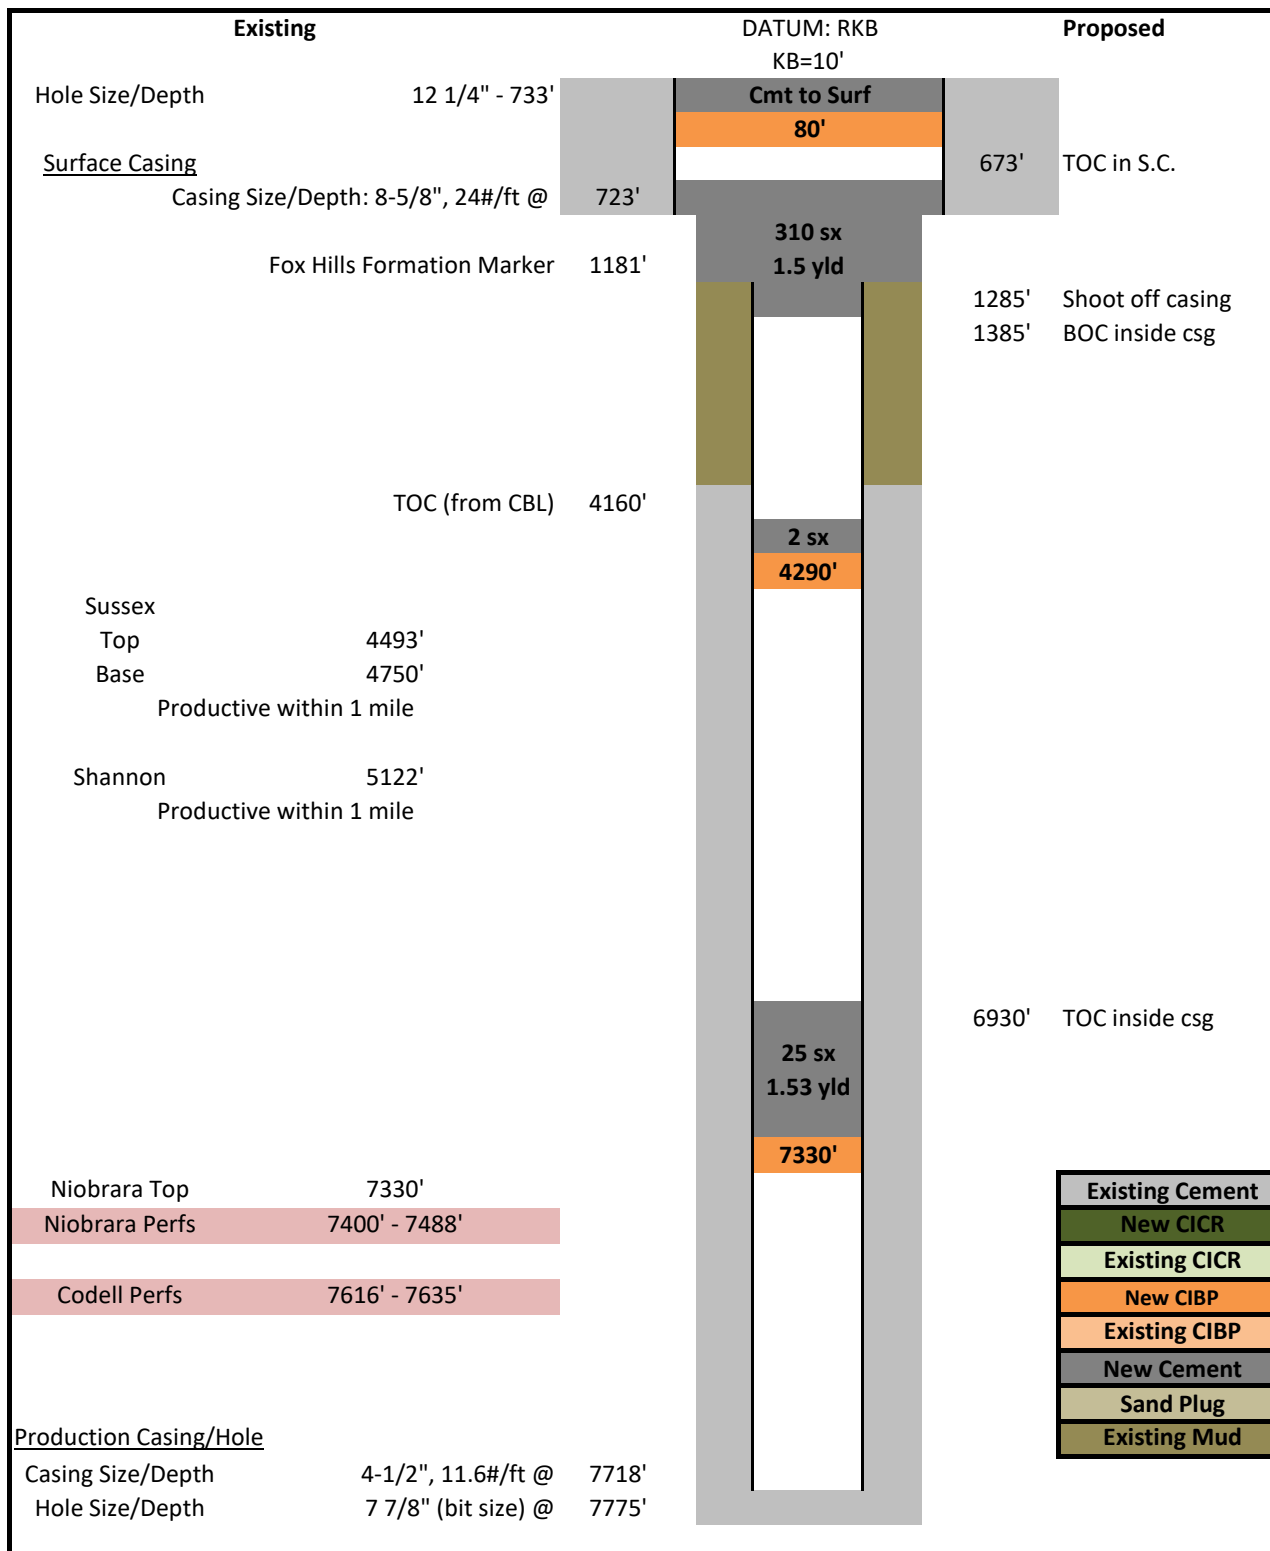 Existing DATUM: RKB Proposed
KB=10'
Hole Size/Depth 12 1/4" - 733' Cmt to Surf
80'
Surface Casing 673' TOC in S.C.
Casing Size/Depth: 8-5/8", 24#/ft @ 723'
310 sx
Fox Hills Formation Marker 1181' 1.5 yld
1285' Shoot off casing
1385' BOC inside csg
TOC (from CBL) 4160'
2 sx
4290'
Sussex
Top 4493'
Base 4750'
Productive within 1 mile
Shannon 5122'
Productive within 1 mile
6930' TOC inside csg
25 sx
1.53 yld
7330'
Niobrara Top 7330' Existing Cement
Niobrara Perfs 7400' - 7488' New CICR
Existing CICR
Codell Perfs 7616' - 7635' New CIBP
Existing CIBP
New Cement
Sand Plug
Production Casing/Hole Existing Mud
Casing Size/Depth 4-1/2", 11.6#/ft @ 7718'
Hole Size/Depth 7 7/8" (bit size) @ 7775'